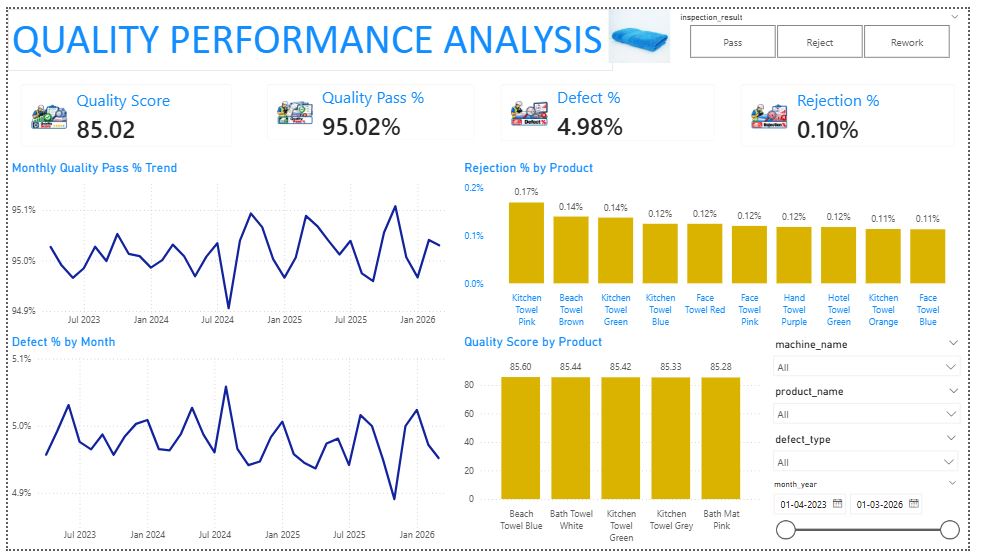 QUALITY PERFORMANCE ANALYSIS
inspection_result
Pass
Reject
Rework
Quality Score
85.02
Quality Pass %
95.02%
Defect %
4.98%
Rejection %
0.10%
Monthly Quality Pass % Trend
95.1%
95.0%
94.9%
Jul 2023
Jan 2024
Jul 2024
Jan 2025
Jul 2025
Jan 2026
Rejection % by Product
0.2%
0.1%
0.0%
0.17%
0.14%
0.14%
0.12%
0.12%
0.12%
0.12%
0.12%
0.11%
0.11%
Kitchen
Towel
Pink
Beach
Towel
Brown
Kitchen
Towel
Green
Kitchen
Towel
Blue
Face
Towel Red
Face
Towel
Pink
Hand
Towel
Purple
Hotel
Towel
Green
Kitchen
Towel
Orange
Face
Towel
Blue
Defect % by Month
5.1%
5.0%
4.9%
Jul 2023
Jan 2024
Jul 2024
Jan 2025
Jul 2025
Jan 2026
Quality Score by Product
80
60
40
20
0
85.60
85.44
85.42
85.33
85.28
Beach
Towel Blue
Bath Towel
White
Kitchen
Towel
Green
Kitchen
Towel Grey
Bath Mat
Pink
machine_name
All
product_name
All
defect_type
All
month_year
01-04-2023
01-03-2026